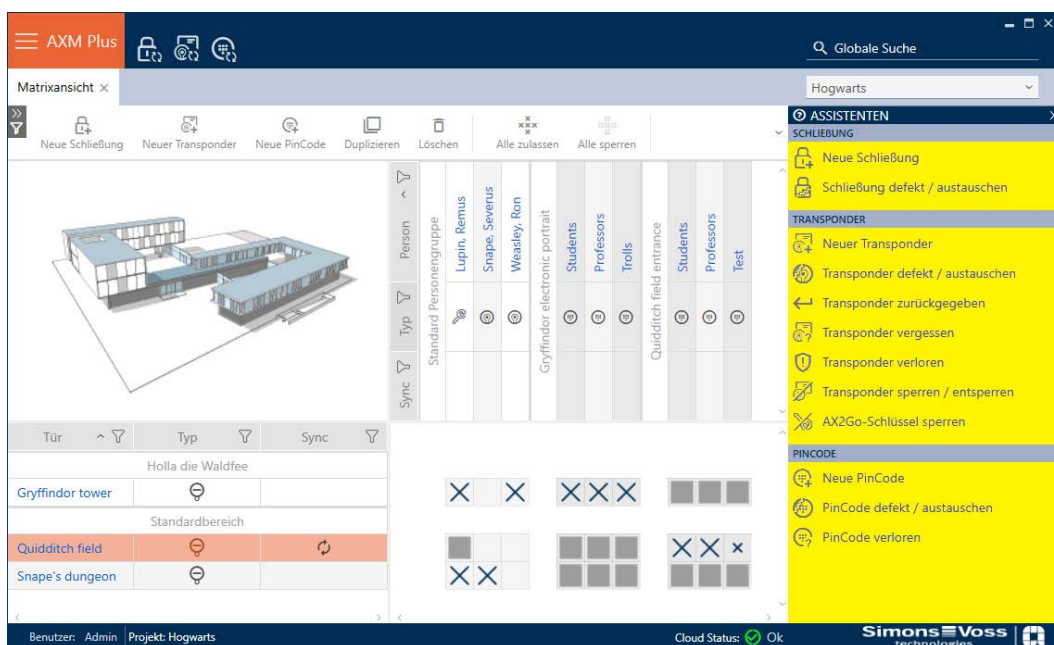 AXM Plus
Globale Suche
Matrixansicht
Hogwarts
Neue Schließung
Neuer Transponder
Neue PinCode
Duplizieren
Löschen
Alle zulassen
Alle sperren
ASSISTENTEN
SCHLIEßUNG
Neue Schließung
Schließung defekt / austauschen
TRANSPONDER
Neuer Transponder
Transponder defekt / austauschen
Transponder zurückgegeben
Transponder vergessen
Transponder verloren
Transponder sperren / entsperren
AX2Go-Schlüssel sperren
PINCODE
Neue PinCode
PinCode defekt / austauschen
PinCode verloren
Person
Typ
Sync
Standard Personengruppe
Lupin, Remus
Snape, Severus
Weasley, Ron
Gryffindor electronic portrait
Students
Professors
Trolls
Quidditch field entrance
Students
Professors
Test
Tür Typ Sync
Holla die Waldfee
Gryffindor tower
Standardbereich
Quidditch field
Snape's dungeon
Benutzer: Admin Projekt: Hogwarts
Cloud Status: Ok
Simons Voss
technologies